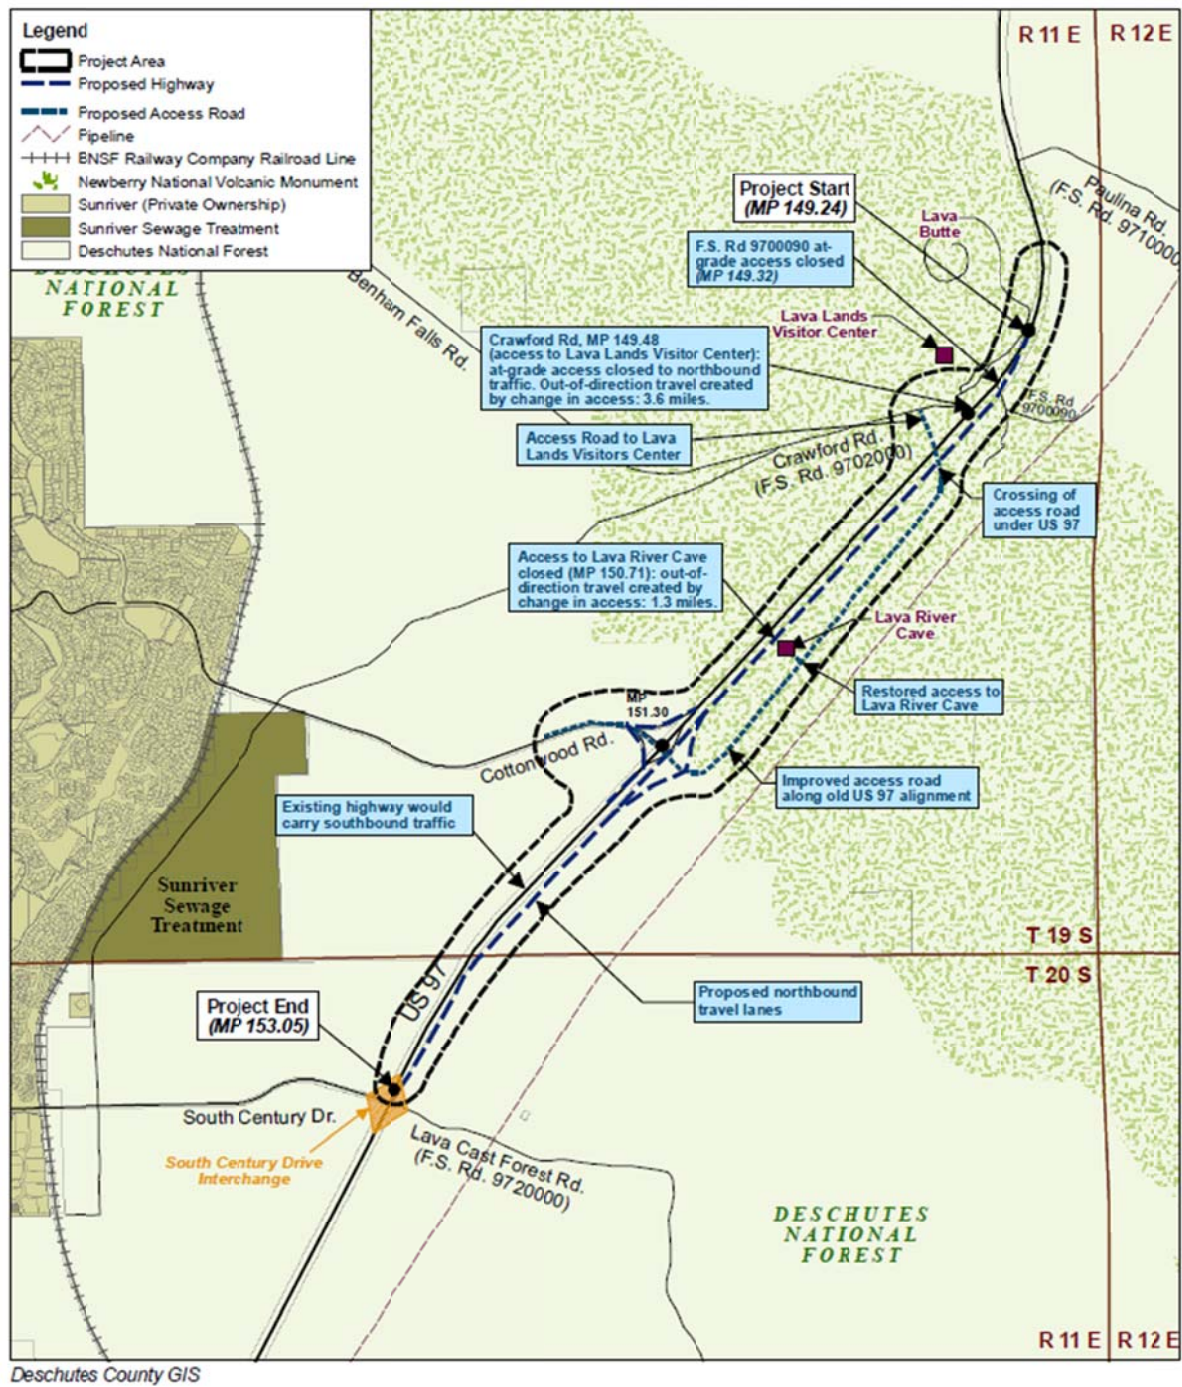 Legend
Project Area
Proposed Highway
Proposed Access Road
Pipeline
BNSF Railway Company Railroad Line
Newberry National Volcanic Monument
Sunriver (Private Ownership)
Sunriver Sewage Treatment
Deschutes National Forest
R 11 E
R 12 E
DESCHUTES
NATIONAL
FOREST
Benham Falls Rd.
Project Start
(MP 149.24)
Paulina Rd.
(F.S. Rd. 9710000
Lava
Butte
F.S. Rd 9700090 at-
grade access closed
(MP 149.32)
Lava Lands
Visitor Center
Crawford Rd, MP 149.48
(access to Lava Lands Visitor Center):
at-grade access closed to northbound
traffic. Out-of-direction travel created
by change in access: 3.6 miles.
F.S. Rd
9700090
Access Road to Lava
Lands Visitors Center
Crawford Rd.
(F.S. Rd. 9702000)
Crossing of
access road
under US 97
Access to Lava River Cave
closed (MP 150.71): out-of-
direction travel created by
change in access: 1.3 miles.
Lava River
Cave
Restored access to
Lava River Cave
MP
151.30
Cottonwood Rd.
Improved access road
along old US 97 alignment
Existing highway would
carry southbound traffic
Sunriver
Sewage
Treatment
T 19 S
T 20 S
US 97
Proposed northbound
travel lanes
Project End
(MP 153.05)
South Century Dr.
South Century Drive
Interchange
Lava Cast Forest Rd.
(F.S. Rd. 9720000)
DESCHUTES
NATIONAL
FOREST
R 11 E
R 12 E
Deschutes County GIS